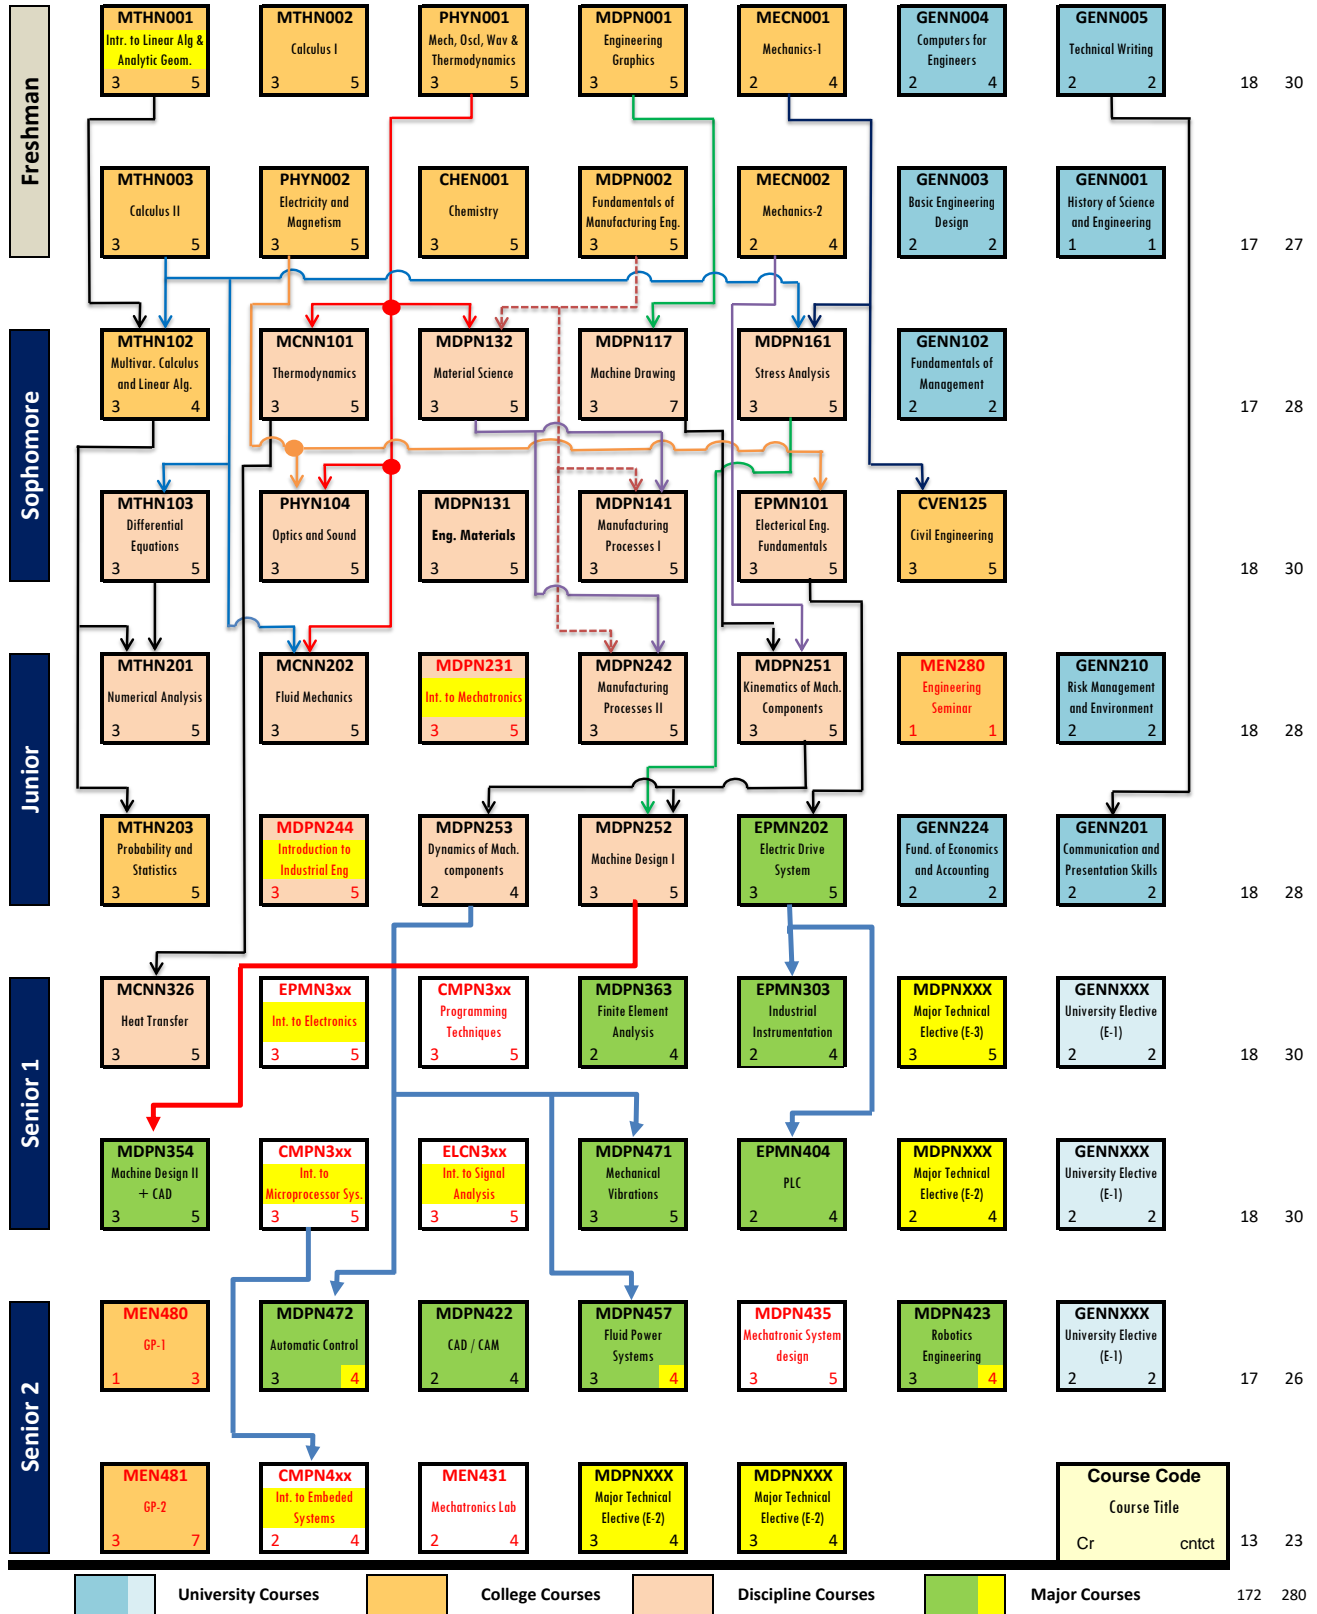 Freshman
MTHN001
Intr. to Linear Alg &
Analytic Geom.
3 5
MTHN002
Calculus I
3 5
PHYN001
Mech, Oscl, Wav &
Thermodynamics
3 5
MDPN001
Engineering
Graphics
3 5
MECN001
Mechanics-1
2 4
GENN004
Computers for
Engineers
2 4
GENN005
Technical Writing
2 2
18 30
MTHN003
Calculus II
3 5
PHYN002
Electricity and
Magnetism
3 5
CHEN001
Chemistry
3 5
MDPN002
Fundamentals of
Manufacturing Eng.
3 5
MECN002
Mechanics-2
2 4
GENN003
Basic Engineering
Design
2 2
GENN001
History of Science
and Engineering
1 1
17 27
Sophomore
MTHN102
Multivar. Calculus
and Linear Alg.
3 4
MCNN101
Thermodynamics
3 5
MDPN132
Material Science
3 5
MDPN117
Machine Drawing
3 7
MDPN161
Stress Analysis
3 5
GENN102
Fundamentals of
Management
2 2
17 28
MTHN103
Differential
Equations
3 5
PHYN104
Optics and Sound
3 5
MDPN131
Eng. Materials
3 5
MDPN141
Manufacturing
Processes I
3 5
EPMN101
Electerical Eng.
Fundamentals
3 5
CVEN125
Civil Engineering
3 5
18 30
Junior
MTHN201
Numerical Analysis
3 5
MCNN202
Fluid Mechanics
3 5
MDPN231
Int. to Mechatronics
3 5
MDPN242
Manufacturing
Processes II
3 5
MDPN251
Kinematics of Mach.
Components
3 5
MEN280
Engineering
Seminar
1 1
GENN210
Risk Management
and Environment
2 2
18 28
MTHN203
Probability and
Statistics
3 5
MDPN244
Introduction to
Industrial Eng
3 5
MDPN253
Dynamics of Mach.
components
2 4
MDPN252
Machine Design I
3 5
EPMN202
Electric Drive
System
3 5
GENN224
Fund. of Economics
and Accounting
2 2
GENN201
Communication and
Presentation Skills
2 2
18 28
Senior 1
MCNN326
Heat Transfer
3 5
EPMN3xx
Int. to Electronics
3 5
CMPN3xx
Programming
Techniques
3 5
MDPN363
Finite Element
Analysis
2 4
EPMN303
Industrial
Instrumentation
2 4
MDPNXXX
Major Technical
Elective (E-3)
3 5
GENNXXX
University Elective
(E-1)
2 2
18 30
MDPN354
Machine Design II
+ CAD
3 5
CMPN3xx
Int. to
Microprocessor Sys.
3 5
ELCN3xx
Int. to Signal
Analysis
3 5
MDPN471
Mechanical
Vibrations
3 5
EPMN404
PLC
2 4
MDPNXXX
Major Technical
Elective (E-2)
2 4
GENNXXX
University Elective
(E-1)
2 2
18 30
Senior 2
MEN480
GP-1
1 3
MDPN472
Automatic Control
3 4
MDPN422
CAD / CAM
2 4
MDPN457
Fluid Power
Systems
3 4
MDPN435
Mechatronic System
design
3 5
MDPN423
Robotics
Engineering
3 4
GENNXXX
University Elective
(E-1)
2 2
17 26
MEN481
GP-2
3 7
CMPN4xx
Int. to Embeded
Systems
2 4
MEN431
Mechatronics Lab
2 4
MDPNXXX
Major Technical
Elective (E-2)
3 4
MDPNXXX
Major Technical
Elective (E-2)
3 4
Course Code
Course Title
Cr cntct
13 23
University Courses
College Courses
Discipline Courses
Major Courses
172 280